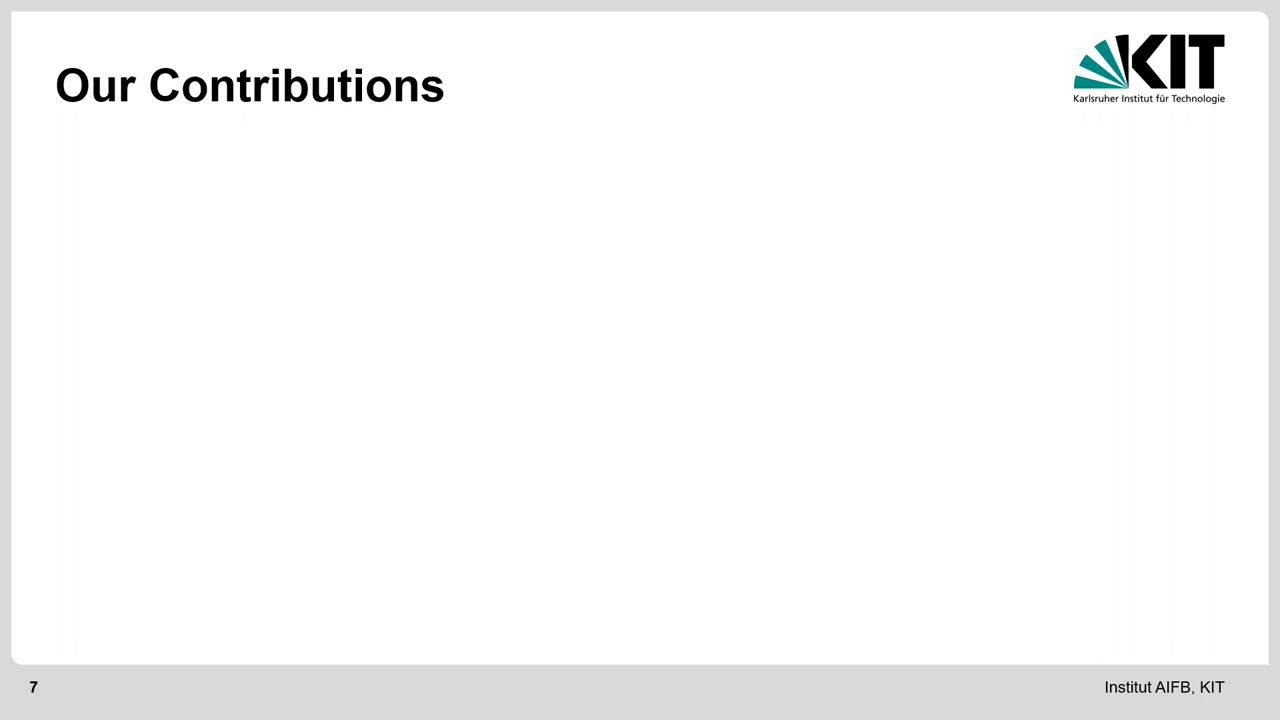 Our Contributions
KIT
Karlsruher Institut für Technologie
7
Institut AIFB, KIT